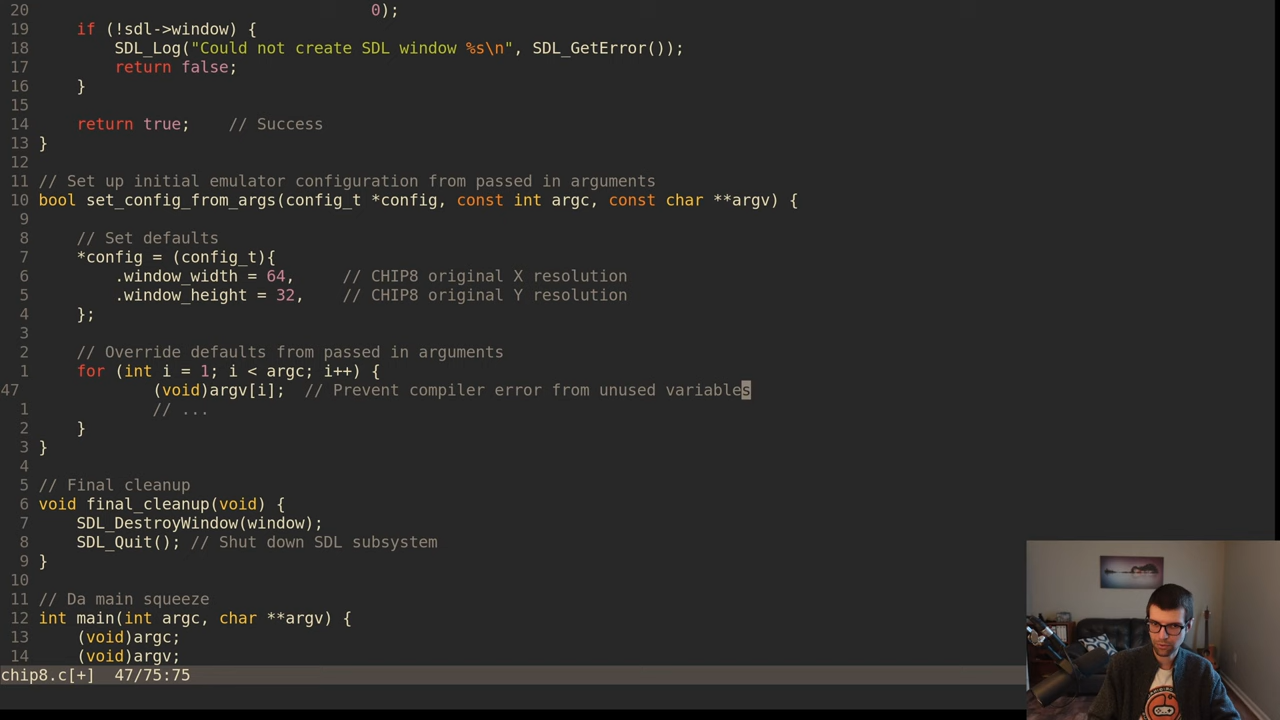 20                                     0);
19      if (!sdl->window) {
18          SDL_Log("Could not create SDL window %s\n", SDL_GetError());
17          return false;
16      }
15
14      return true;    // Success
13  }
12
11  // Set up initial emulator configuration from passed in arguments
10  bool set_config_from_args(config_t *config, const int argc, const char **argv) {
9
8      // Set defaults
7      *config = (config_t){
6          .window_width = 64,     // CHIP8 original X resolution
5          .window_height = 32,    // CHIP8 original Y resolution
4      };
3
2      // Override defaults from passed in arguments
1      for (int i = 1; i < argc; i++) {
47             (void)argv[i];  // Prevent compiler error from unused variables
1              // ...
2      }
3  }
4
5  // Final cleanup
6  void final_cleanup(void) {
7      SDL_DestroyWindow(window);
8      SDL_Quit(); // Shut down SDL subsystem
9  }
10
11  // Da main squeeze
12  int main(int argc, char **argv) {
13      (void)argc;
14      (void)argv;
chip8.c[+]  47/75:75